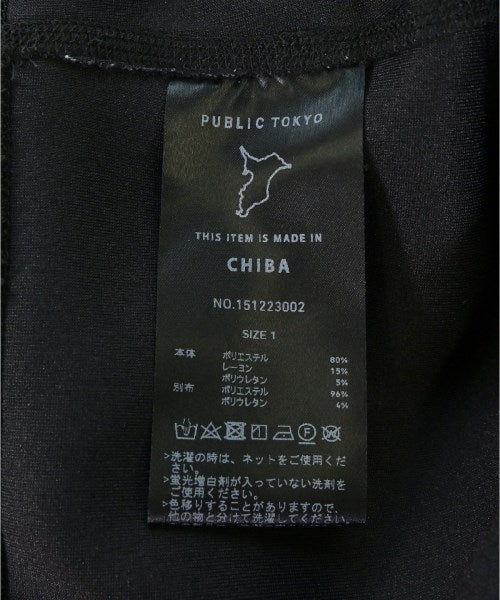 PUBLIC TOKYO
THIS ITEM IS MADE IN
CHIBA
NO.151223002
SIZE 1
本体 ポリエステル 80%
レーヨン 15%
ポリウレタン 5%
別布 ポリエステル 96%
ポリウレタン 4%
>洗濯の時は、ネットをご使用くだ
さい。
>蛍光増白剤が入っていない洗剤を
ご使用ください。
>色移りすることがありますので、
他の物と分けて洗濯してください。